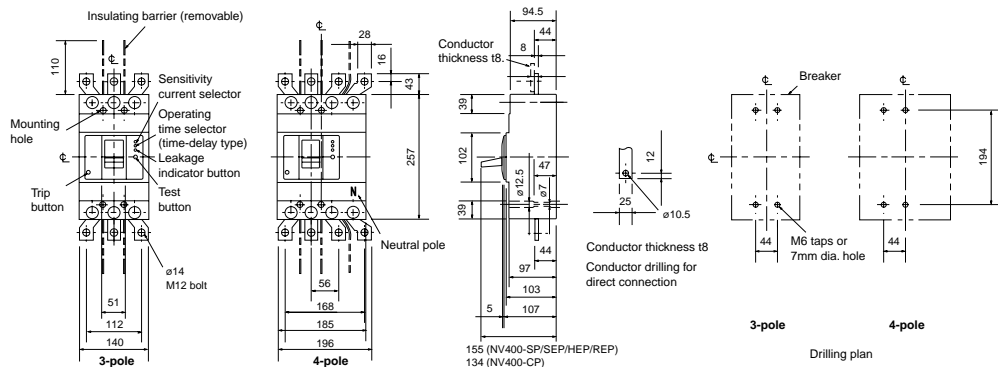 Insulating barrier (removable)
110
Sensitivity
current selector
Operating
time selector
(time-delay type)
Leakage
indicator button
Test
button
Mounting
hole
Trip
button
ø14
M12 bolt
51
112
140
3-pole
28
16
43
257
N
Neutral pole
56
168
185
196
4-pole
94.5
44
8
Conductor
thickness t8.
39
102
39
47
ø12.5
ø7
44
97
103
5
107
155 (NV400-SP/SEP/HEP/REP)
134 (NV400-CP)
12
25
ø10.5
Conductor thickness t8
Conductor drilling for
direct connection
Breaker
194
44
44
M6 taps or
7mm dia. hole
3-pole
4-pole
Drilling plan